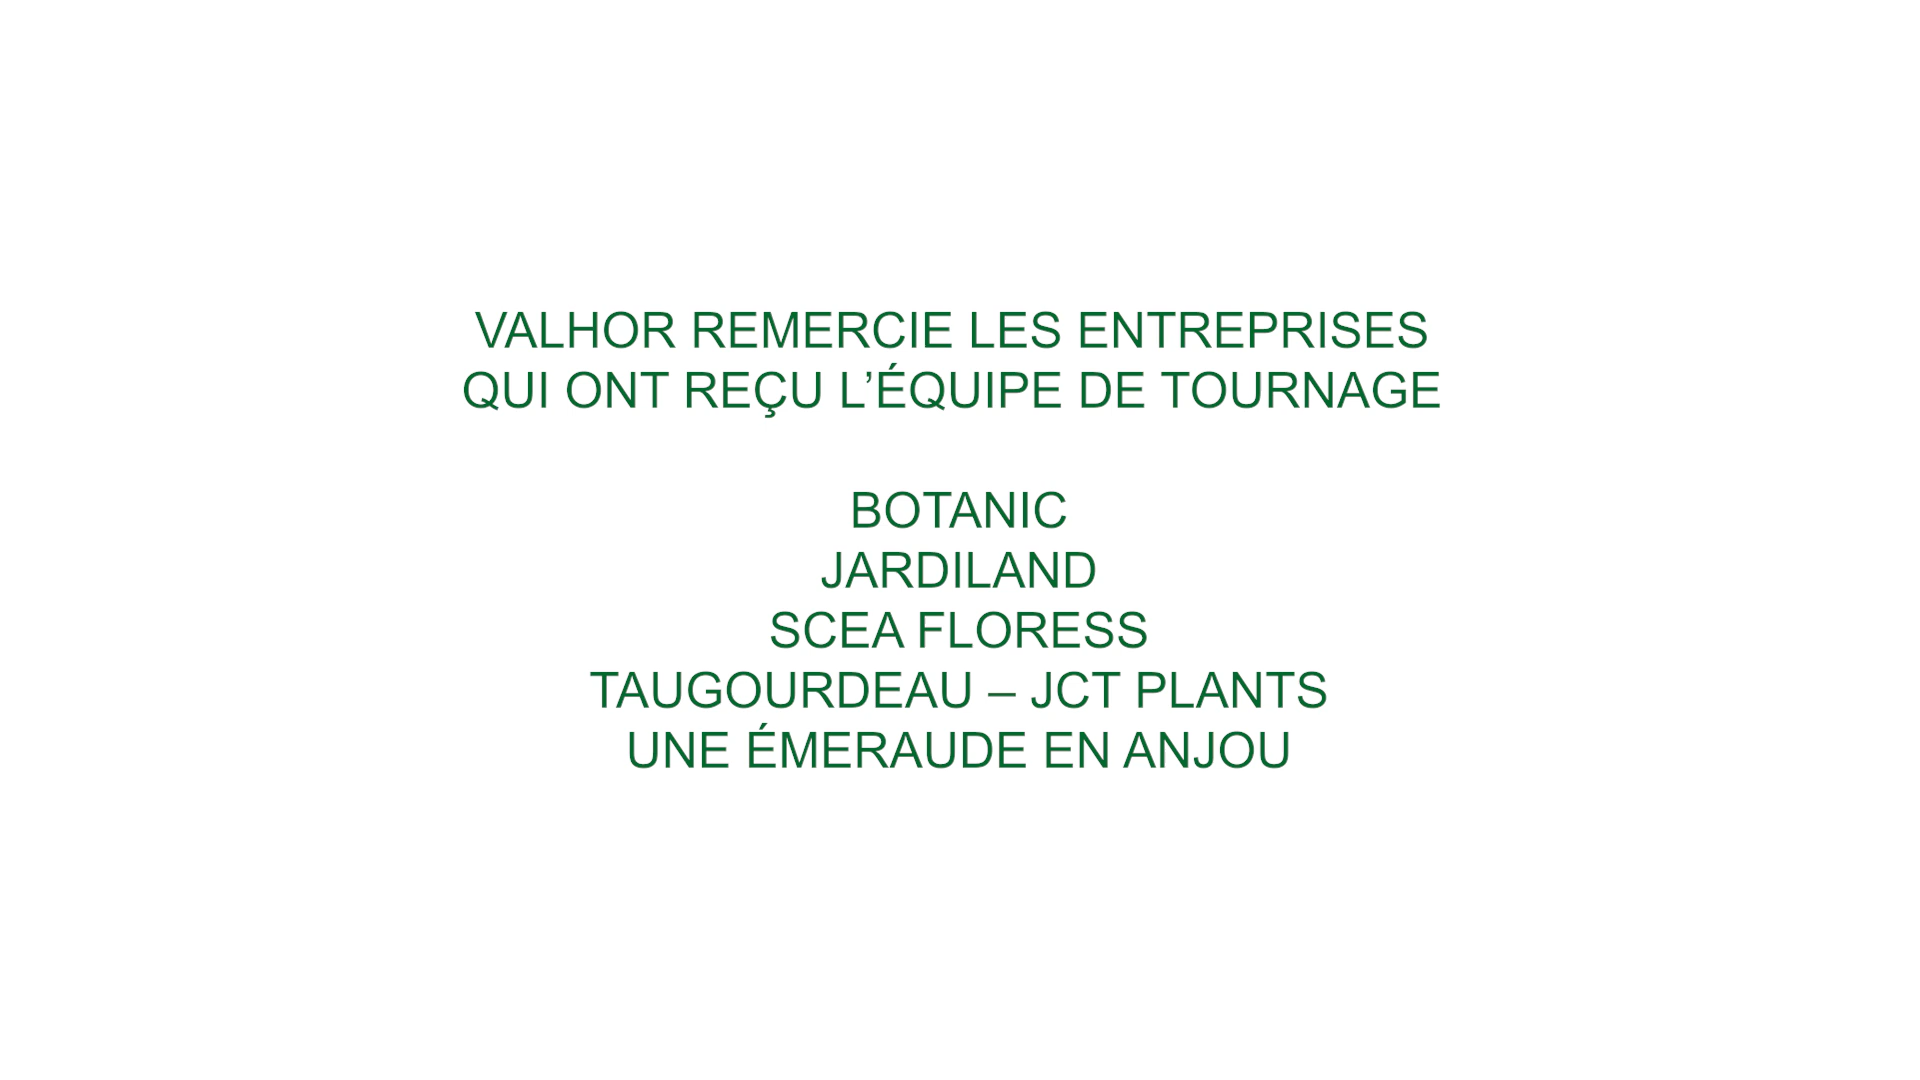 VALHOR REMERCIE LES ENTREPRISES
QUI ONT REÇU L’ÉQUIPE DE TOURNAGE
BOTANIC
JARDILAND
SCEA FLORESS
TAUGOURDEAU – JCT PLANTS
UNE ÉMERAUDE EN ANJOU